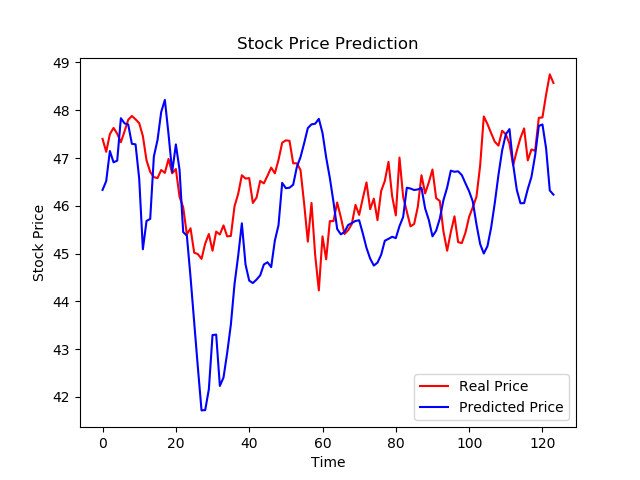 Stock Price Prediction
Stock Price
49
48
47
46
45
44
43
42
0 20 40 60 80 100 120
Time
Real Price
Predicted Price